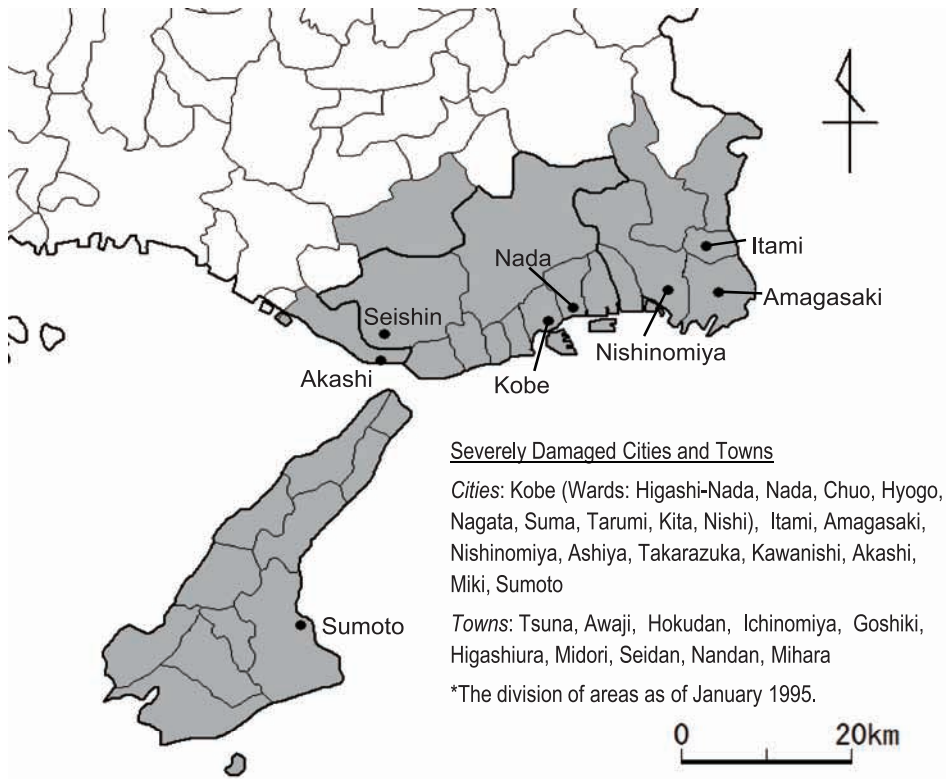 Itami
Nada
Amagasaki
Seishin
Nishinomiya
Akashi
Kobe
Severely Damaged Cities and Towns
Cities: Kobe (Wards: Higashi-Nada, Nada, Chuo, Hyogo,
Nagata, Suma, Tarumi, Kita, Nishi), Itami, Amagasaki,
Nishinomiya, Ashiya, Takarazuka, Kawanishi, Akashi,
Miki, Sumoto
Sumoto
Towns: Tsuna, Awaji, Hokudan, Ichinomiya, Goshiki,
Higashiura, Midori, Seidan, Nandan, Mihara
*The division of areas as of January 1995.
0 20km